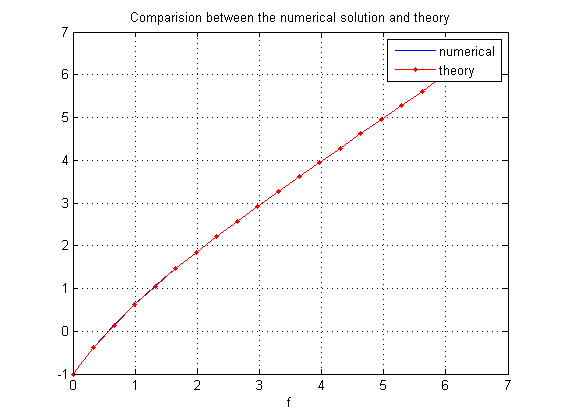 Comparision between the numerical solution and theory
numerical
theory
7
6
5
4
3
2
1
0
-1
0 1 2 3 4 5 6 7
f